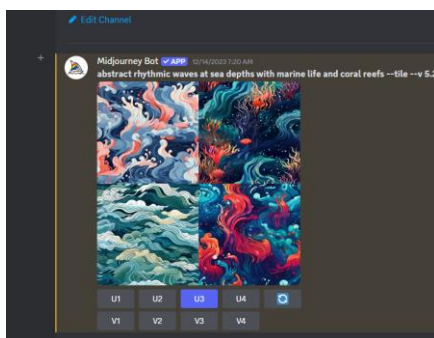 Edit Channel
Midjourney Bot ✓ APP 12/14/2023 7:20 AM
abstract rhythmic waves at sea depths with marine life and coral reefs --tile --v 5.2
U1 U2 U3 U4
V1 V2 V3 V4